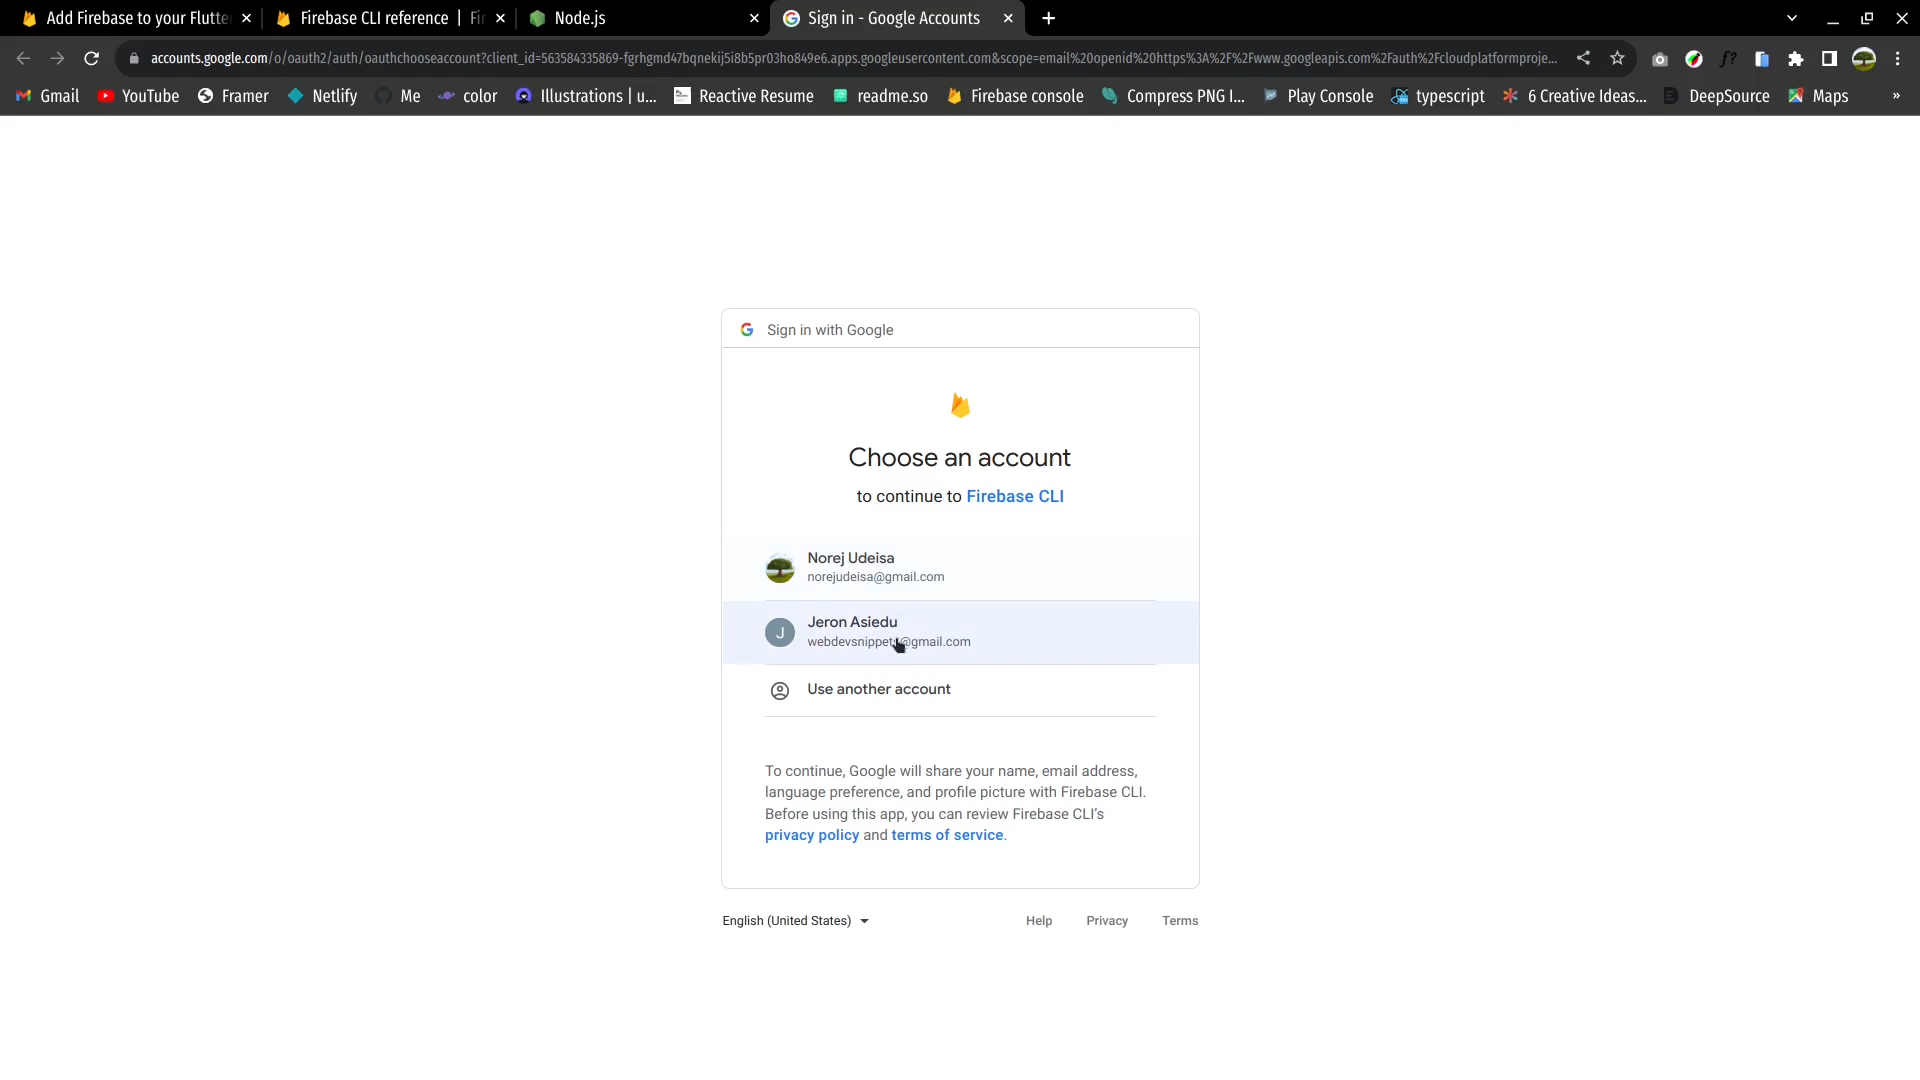 Add Firebase to your Flutte
Firebase CLI reference | Fi
Node.js
Sign in - Google Accounts
accounts.google.com/o/oauth2/auth/oauthchooseaccount?client_id=563584335869-fgrhgmd47bqnekij5i8b5pr03ho849e6.apps.googleusercontent.com&scope=email%20openid%20https%3A%2F%2Fwww.googleapis.com%2Fauth%2Fcloudplatformproje...
f?
Gmail
YouTube
Framer
Netlify
Me
color
Illustrations | u...
Reactive Resume
readme.so
Firebase console
Compress PNG I...
Play Console
typescript
6 Creative Ideas...
DeepSource
Maps
»
Sign in with Google
Choose an account
to continue to Firebase CLI
Norej Udeisa
norejudeisa@gmail.com
J
Jeron Asiedu
webdevsnippets@gmail.com
Use another account
To continue, Google will share your name, email address,
language preference, and profile picture with Firebase CLI.
Before using this app, you can review Firebase CLI’s
privacy policy and terms of service.
English (United States)
Help
Privacy
Terms